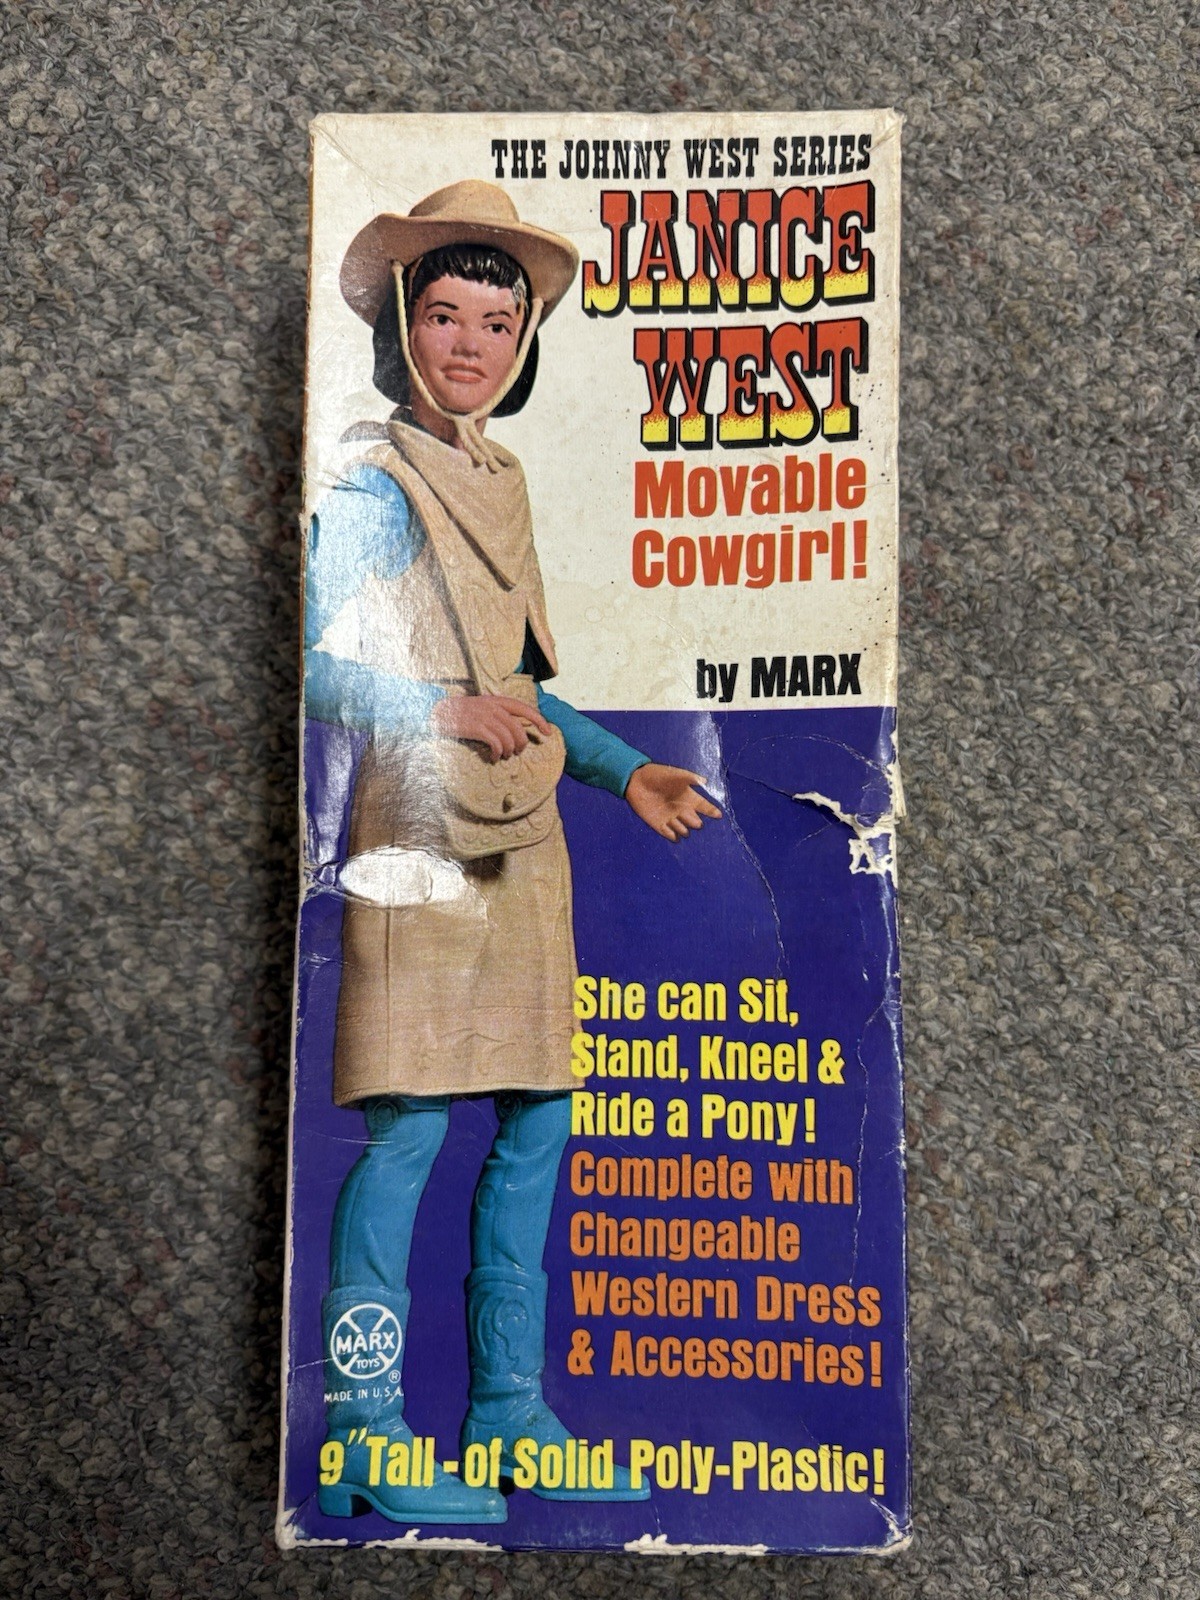 THE JOHNNY WEST SERIES
JANICE
WEST
Movable
Cowgirl!
by MARX
She can Sit,
Stand, Kneel &
Ride a Pony!
Complete with
Changeable
Western Dress
& Accessories!
MARX
TOYS
®
MADE IN U.S.A.
9" Tall - of Solid Poly-Plastic!